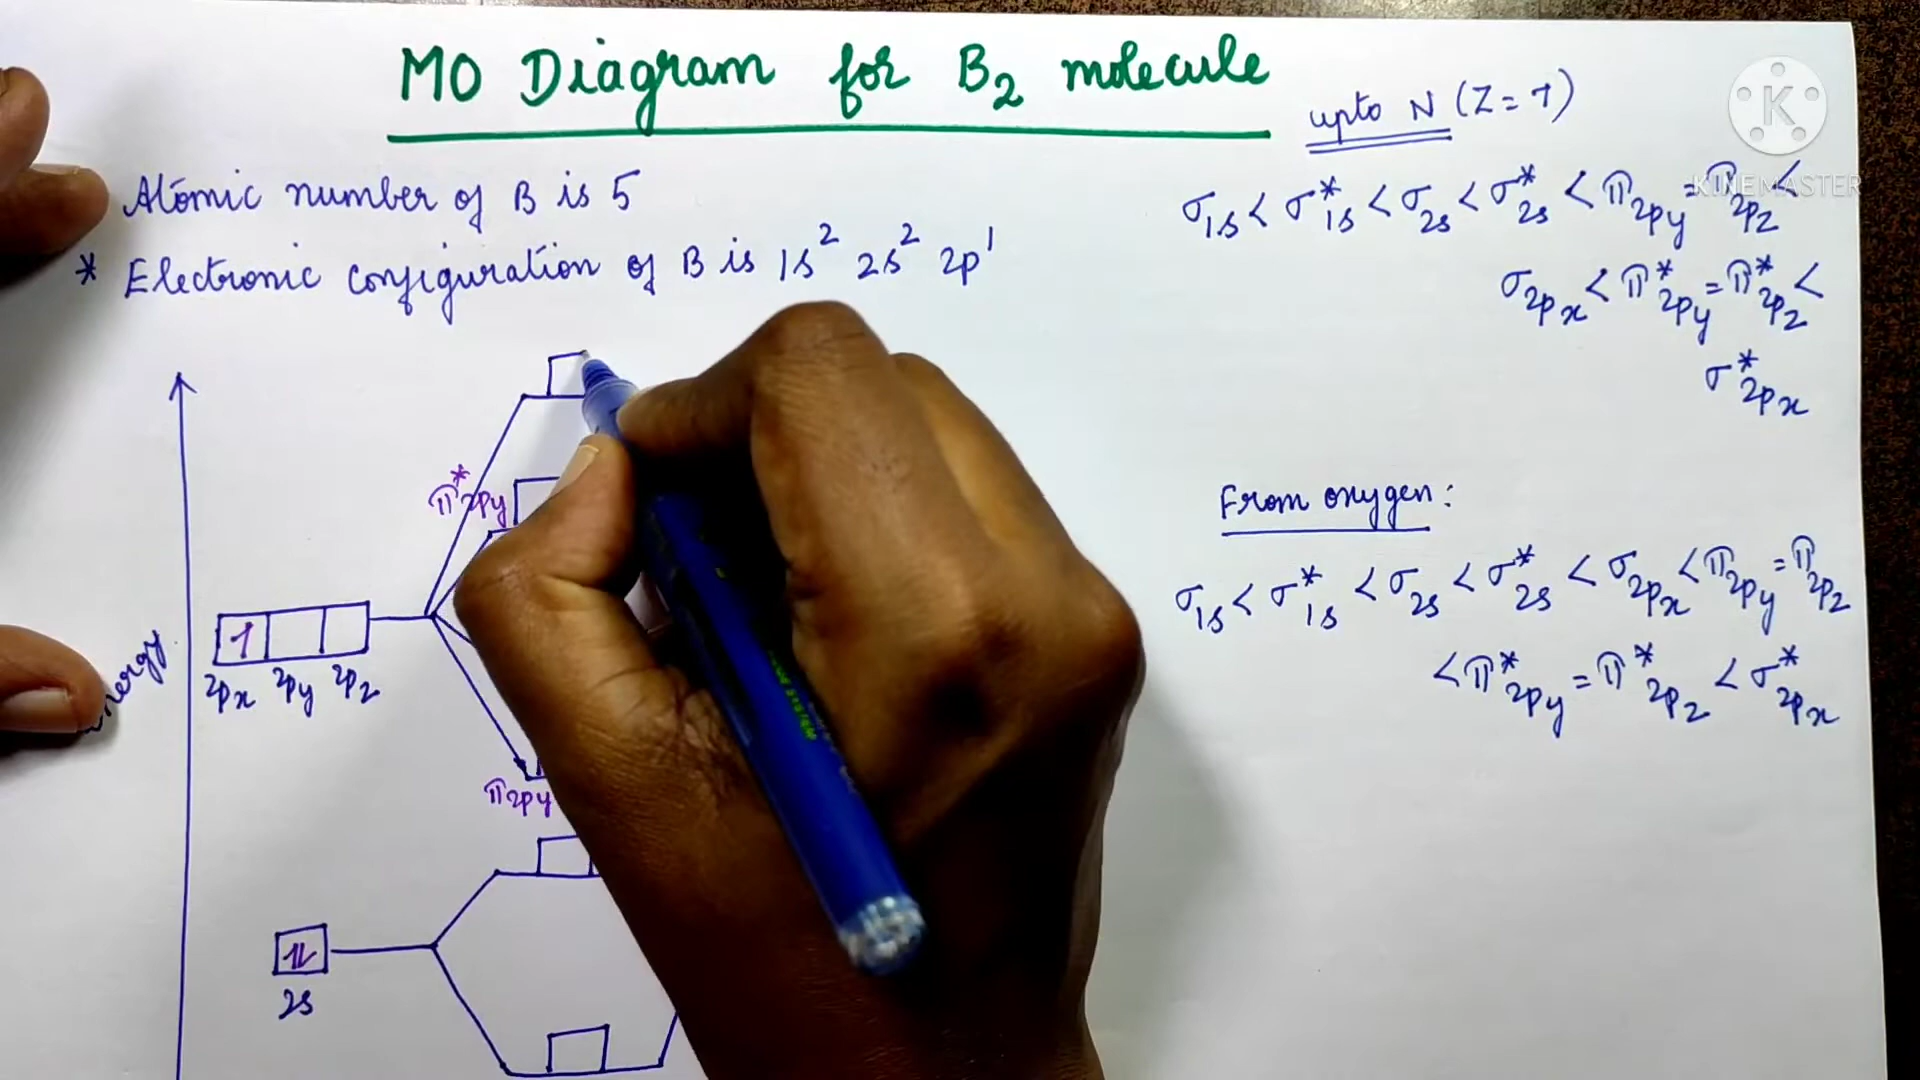 MO Diagram for B₂ molecule
upto N (Z=7)
K
KINEMASTER
Atomic number of B is 5
* Electronic configuration of B is 1s² 2s² 2p¹
σ1s < σ*1s < σ2s < σ*2s < π2py = π2pz <
σ2px < π*2py = π*2pz <
σ*2px
From oxygen:
σ1s < σ*1s < σ2s < σ*2s < σ2px < π2py = π2pz
< π*2py = π*2pz < σ*2px
π*2py
1
2px 2py 2pz
π2py
1L
2s